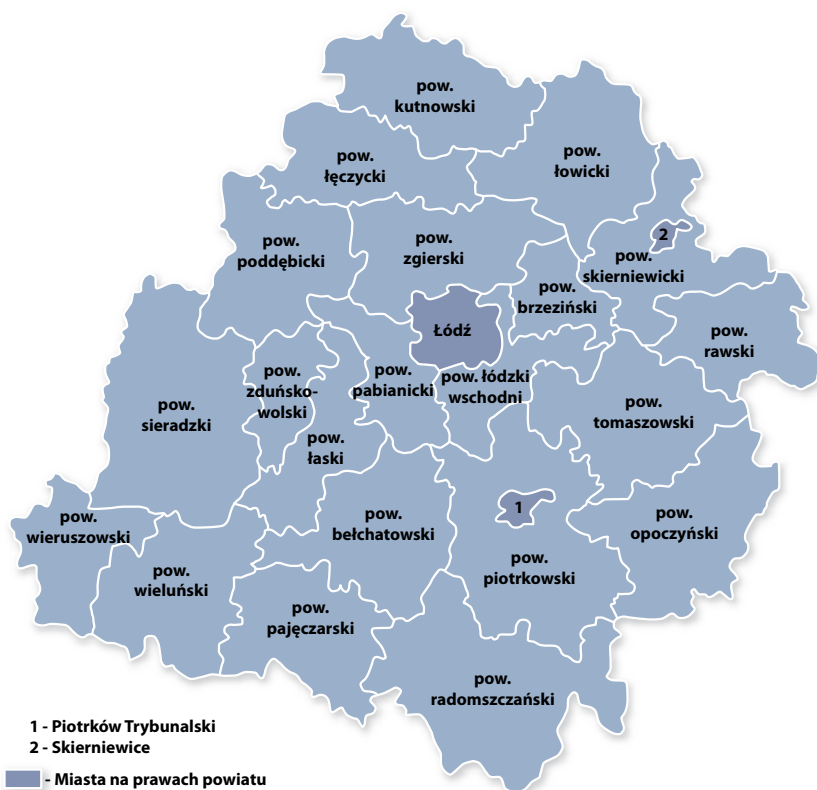 pow.
kutnowski
pow.
łęczycki
pow.
łowicki
2
pow.
poddębicki
pow.
zgierski
pow.
skierniewicki
pow.
brzeziński
Łódź
pow.
rawski
pow.
zduńsko-
wolski
pow.
pabianicki
pow. łódzki
wschodni
pow.
sieradzki
pow.
tomaszowski
pow.
łaski
1
pow.
wieruszowski
pow.
bełchatowski
pow.
opoczyński
pow.
wieluński
pow.
piotrkowski
pow.
pajęczarski
pow.
radomszczański
1 - Piotrków Trybunalski
2 - Skierniewice
- Miasta na prawach powiatu